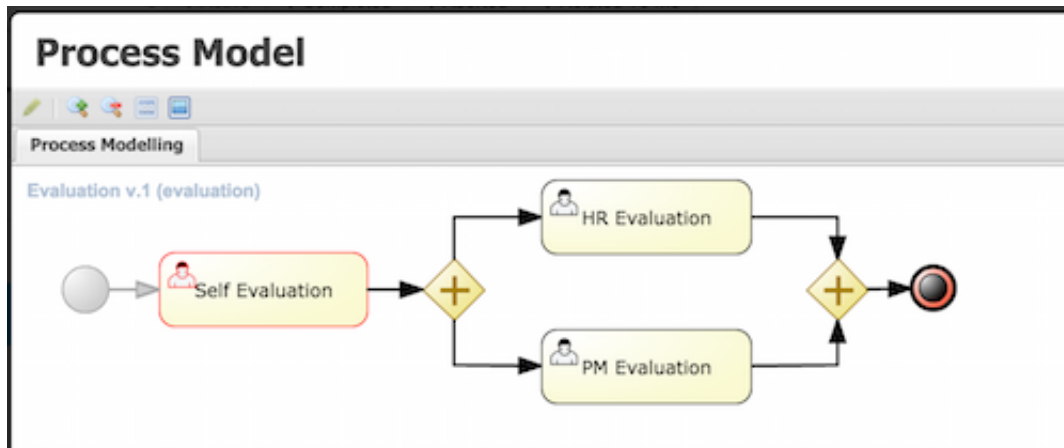 Process Model
Process Modelling
Evaluation v.1 (evaluation)
HR Evaluation
Self Evaluation
PM Evaluation